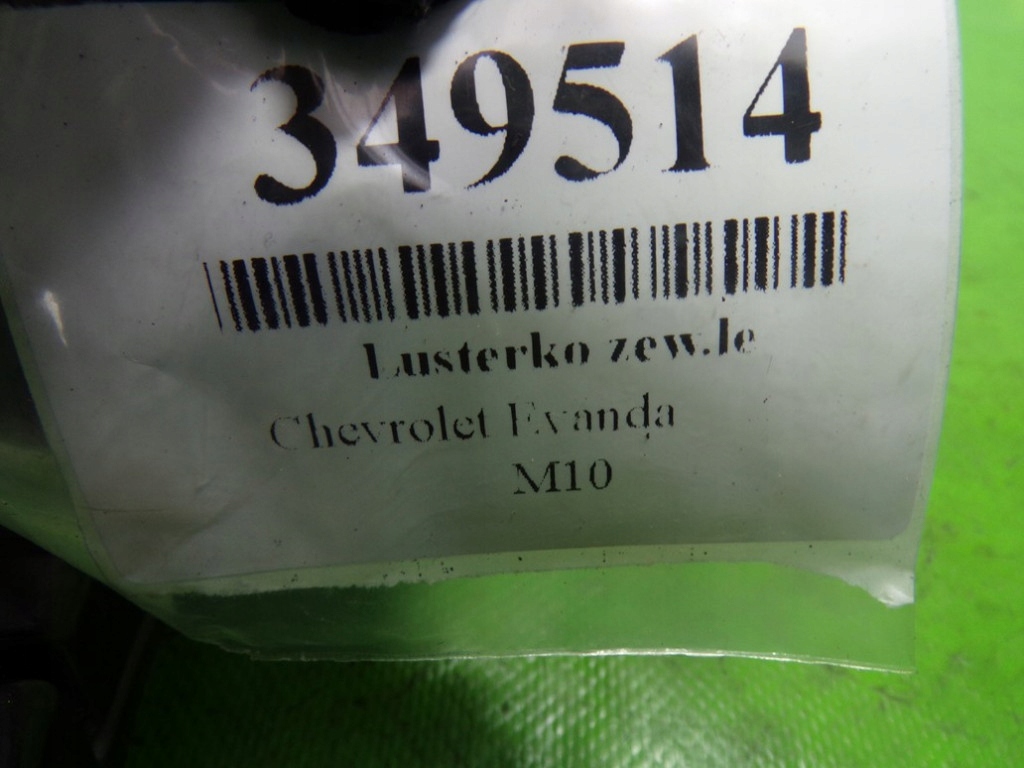 349514
Lusterko zew.le
Chevrolet Evanda
M10